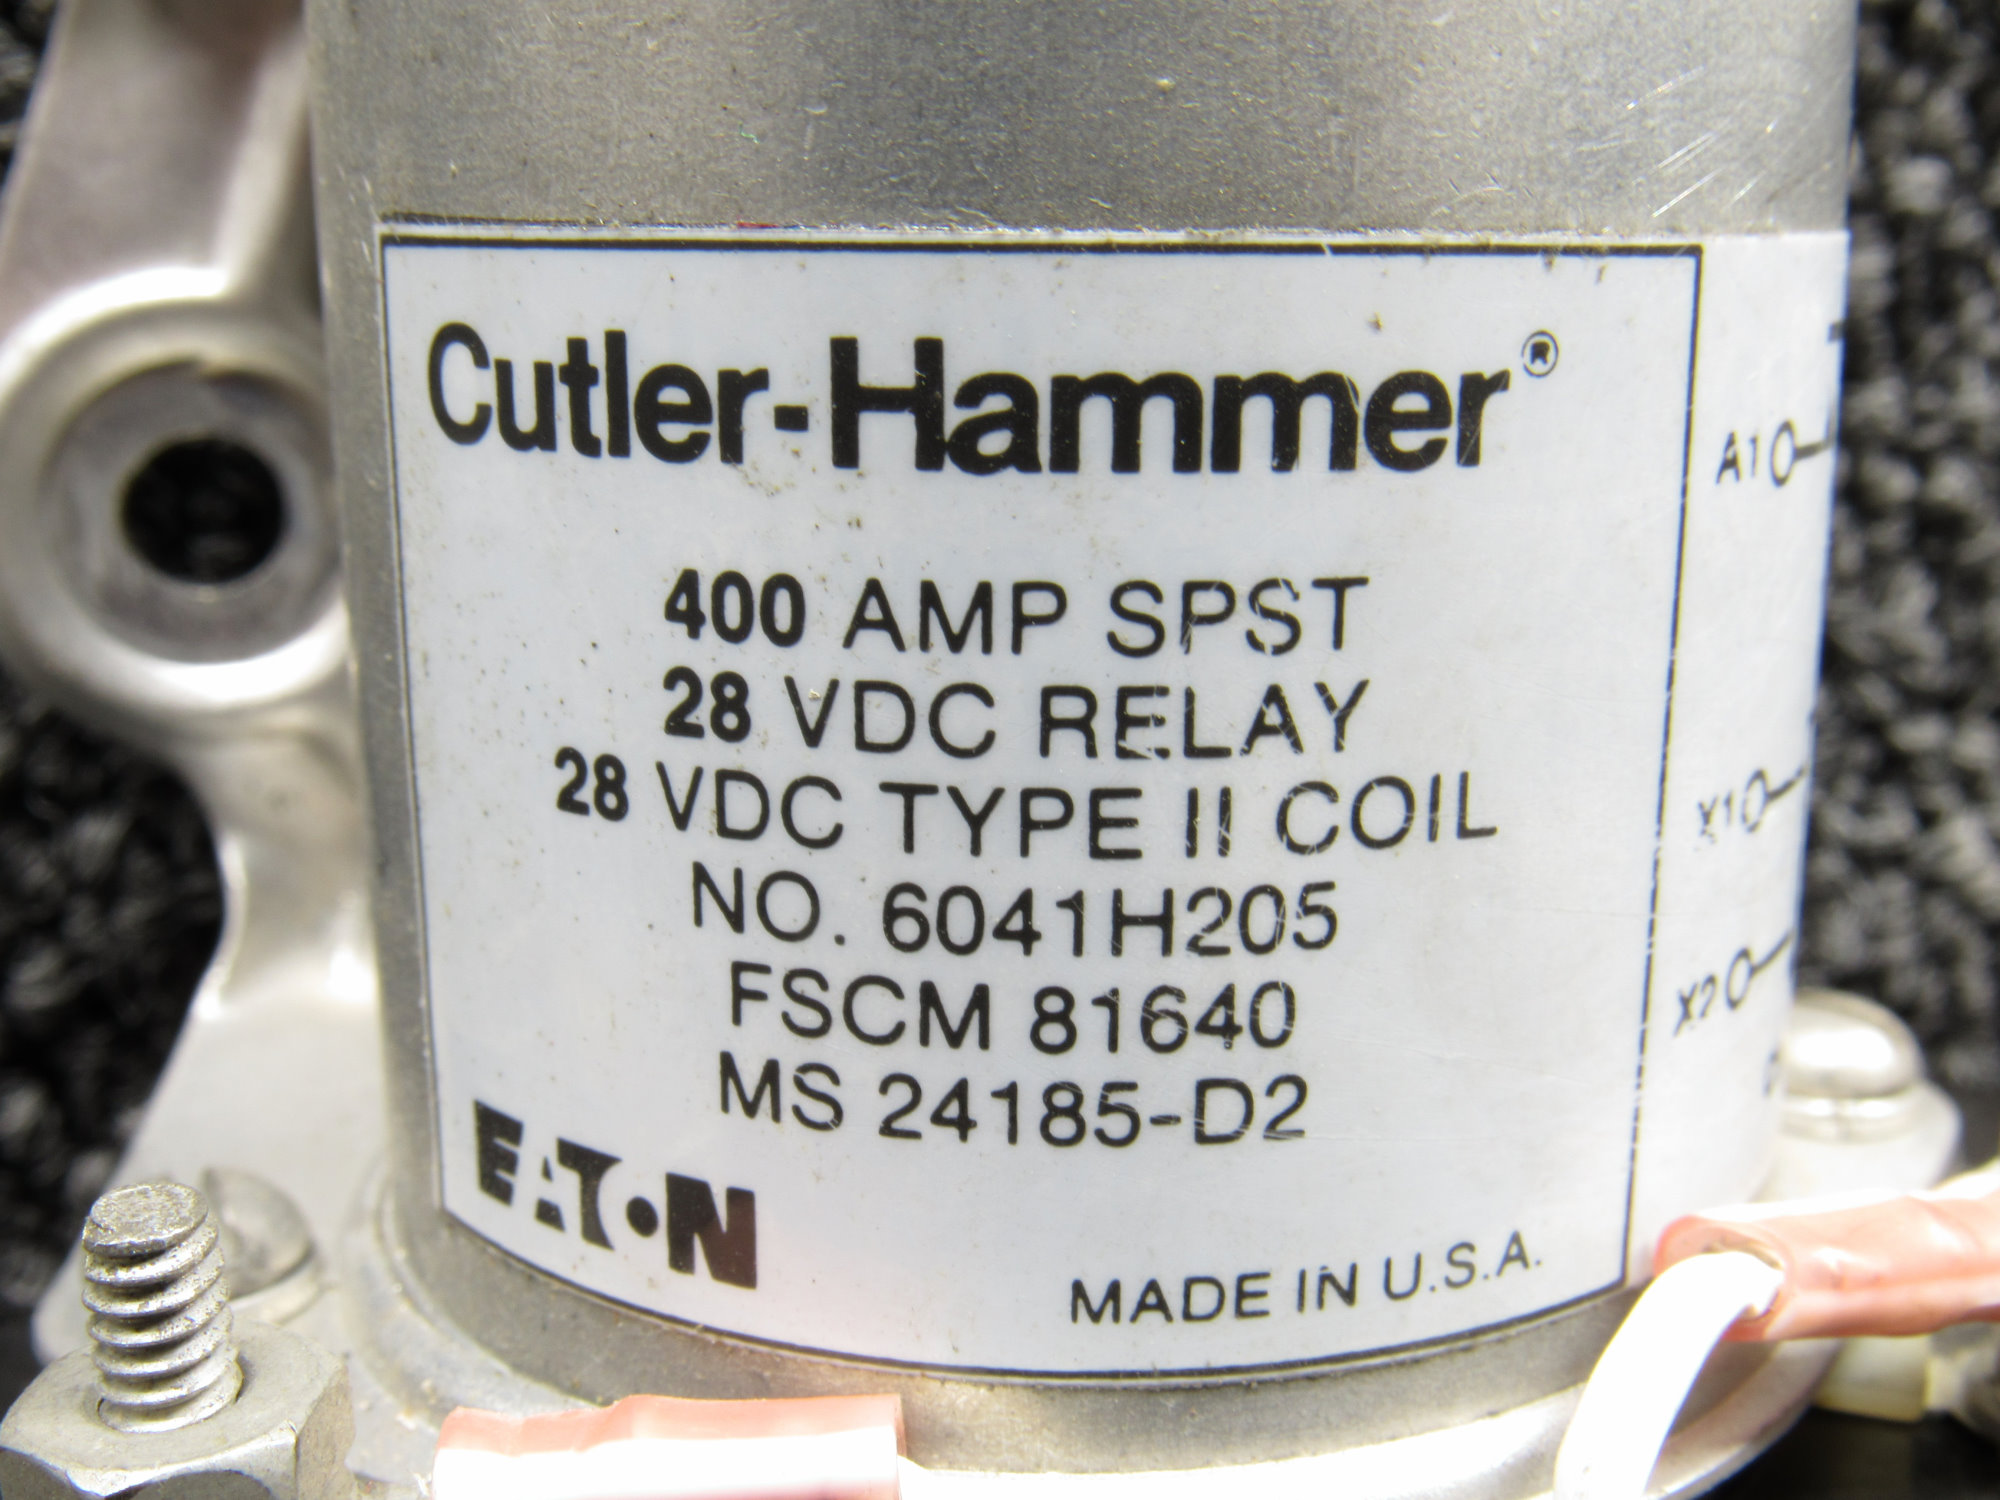 Cutler-Hammer®
400 AMP SPST
28 VDC RELAY
28 VDC TYPE II COIL
NO. 6041H205
FSCM 81640
MS 24185-D2
EATON
MADE IN U.S.A.
A1
X1
X2